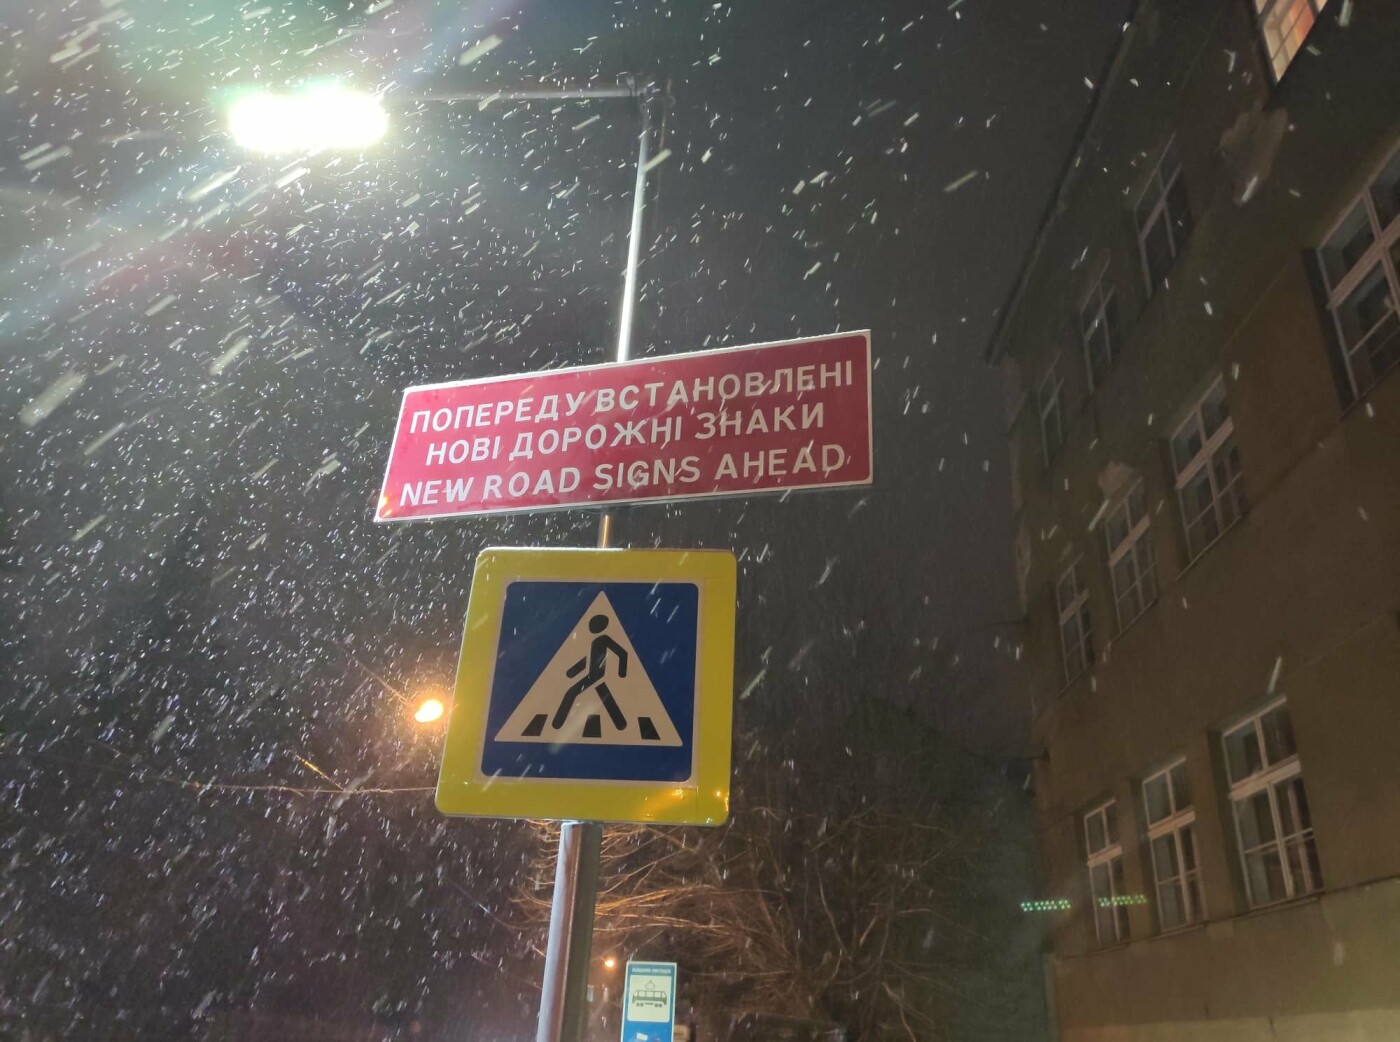 ПОПЕРЕДУ ВСТАНОВЛЕНІ
НОВІ ДОРОЖНІ ЗНАКИ
NEW ROAD SIGNS AHEAD